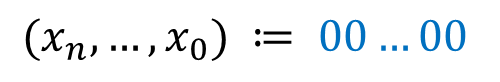 (xₙ, …, x₀) := 00 … 00